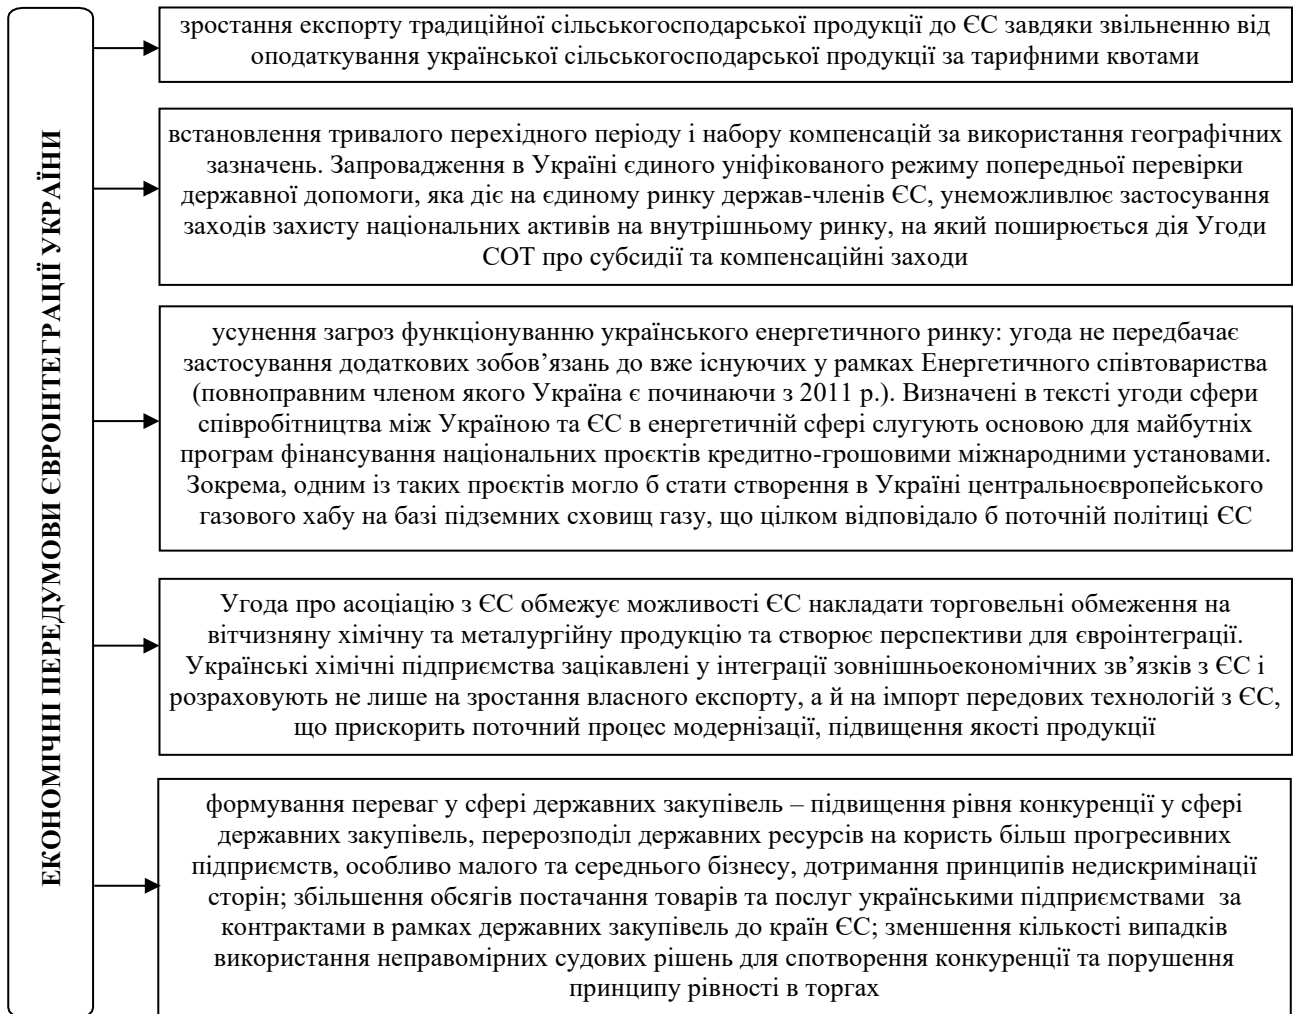 ЕКОНОМІЧНІ ПЕРЕДУМОВИ ЄВРОІНТЕГРАЦІЇ УКРАЇНИ
зростання експорту традиційної сільськогосподарської продукції до ЄС завдяки звільненню від
оподаткування української сільськогосподарської продукції за тарифними квотами
встановлення тривалого перехідного періоду і набору компенсацій за використання географічних
зазначень. Запровадження в Україні єдиного уніфікованого режиму попередньої перевірки
державної допомоги, яка діє на єдиному ринку держав-членів ЄС, унеможливлює застосування
заходів захисту національних активів на внутрішньому ринку, на який поширюється дія Угоди
СОТ про субсидії та компенсаційні заходи
усунення загроз функціонуванню українського енергетичного ринку: угода не передбачає
застосування додаткових зобов’язань до вже існуючих у рамках Енергетичного співтовариства
(повноправним членом якого Україна є починаючи з 2011 р.). Визначені в тексті угоди сфери
співробітництва між Україною та ЄС в енергетичній сфері слугують основою для майбутніх
програм фінансування національних проєктів кредитно-грошовими міжнародними установами.
Зокрема, одним із таких проєктів могло б стати створення в Україні центральноєвропейського
газового хабу на базі підземних сховищ газу, що цілком відповідало б поточній політиці ЄС
Угода про асоціацію з ЄС обмежує можливості ЄС накладати торговельні обмеження на
вітчизняну хімічну та металургійну продукцію та створює перспективи для євроінтеграції.
Українські хімічні підприємства зацікавлені у інтеграції зовнішньоекономічних зв’язків з ЄС і
розраховують не лише на зростання власного експорту, а й на імпорт передових технологій з ЄС,
що прискорить поточний процес модернізації, підвищення якості продукції
формування переваг у сфері державних закупівель – підвищення рівня конкуренції у сфері
державних закупівель, перерозподіл державних ресурсів на користь більш прогресивних
підприємств, особливо малого та середнього бізнесу, дотримання принципів недискримінації
сторін; збільшення обсягів постачання товарів та послуг українськими підприємствами за
контрактами в рамках державних закупівель до країн ЄС; зменшення кількості випадків
використання неправомірних судових рішень для спотворення конкуренції та порушення
принципу рівності в торгах